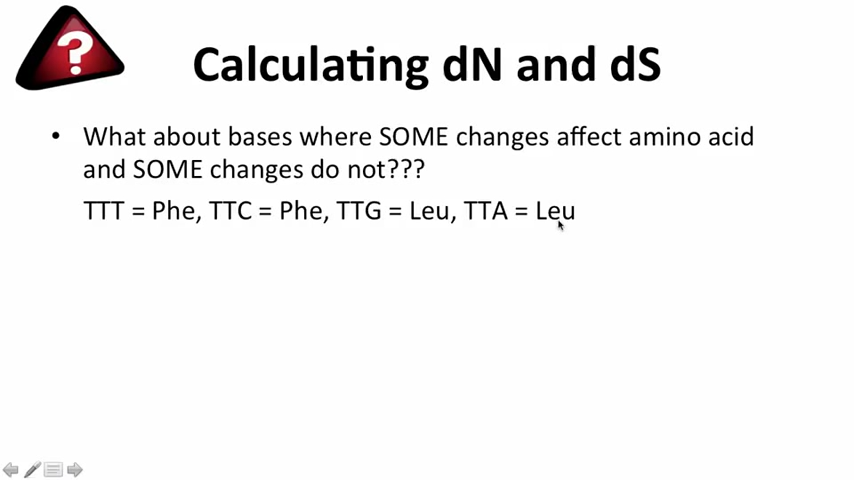 ?
Calculating dN and dS
• What about bases where SOME changes affect amino acid
and SOME changes do not???
TTT = Phe, TTC = Phe, TTG = Leu, TTA = Leu